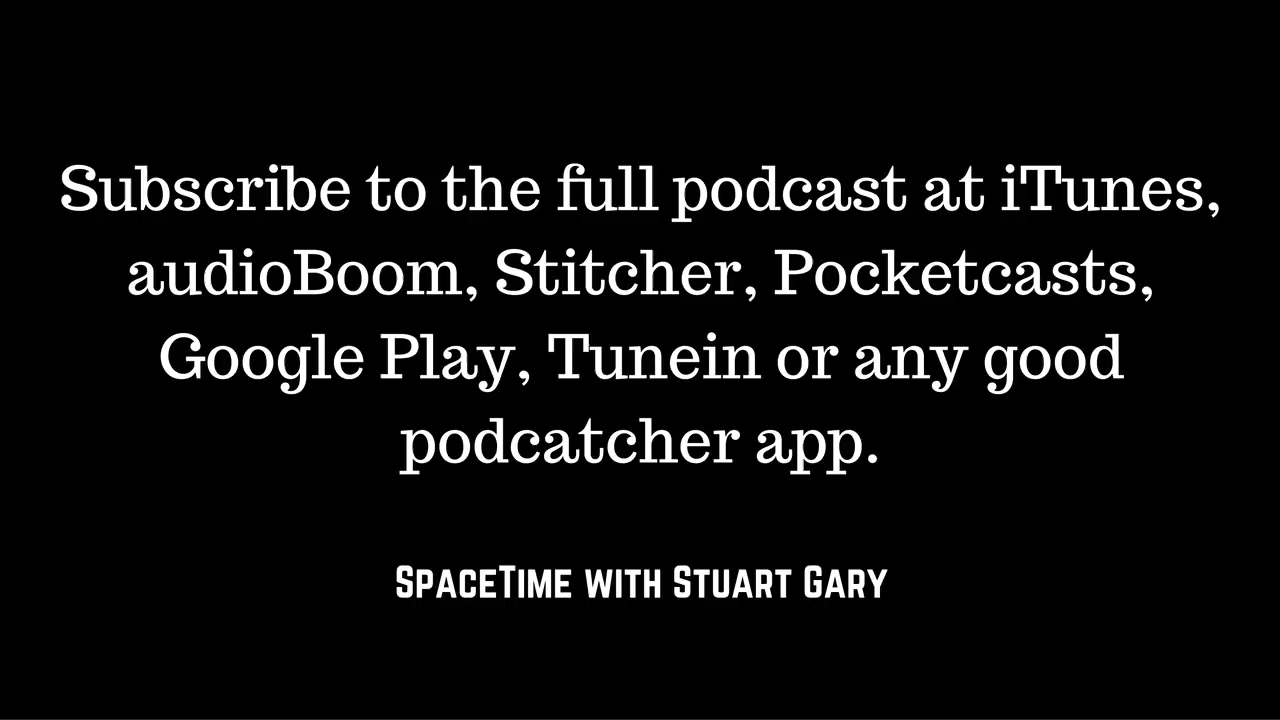 Subscribe to the full podcast at iTunes,
audioBoom, Stitcher, Pocketcasts,
Google Play, Tunein or any good
podcatcher app.
SpaceTime with Stuart Gary